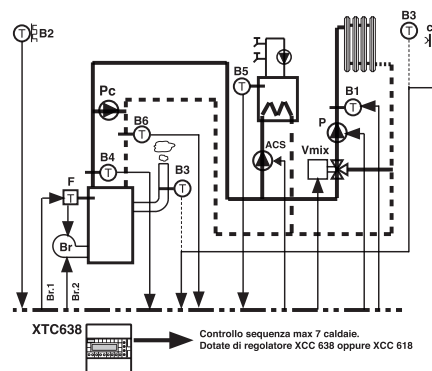 B2
T
B3
T
c
B5
T
Pc
B6
T
B1
T
P
ACS
Vmix
B4
T
B3
T
F
T
Br
Br.1
Br.2
XTC638
Controllo sequenza max 7 caldaie.
Dotate di regolatore XCC 638 oppure XCC 618